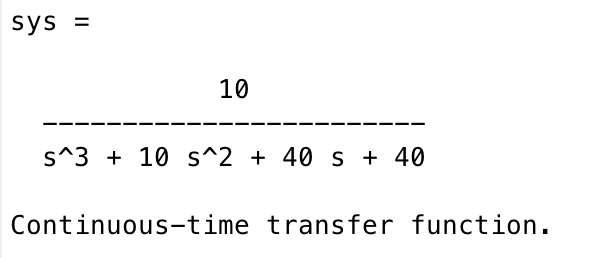 sys =
10
------------------------
s^3 + 10 s^2 + 40 s + 40
Continuous-time transfer function.